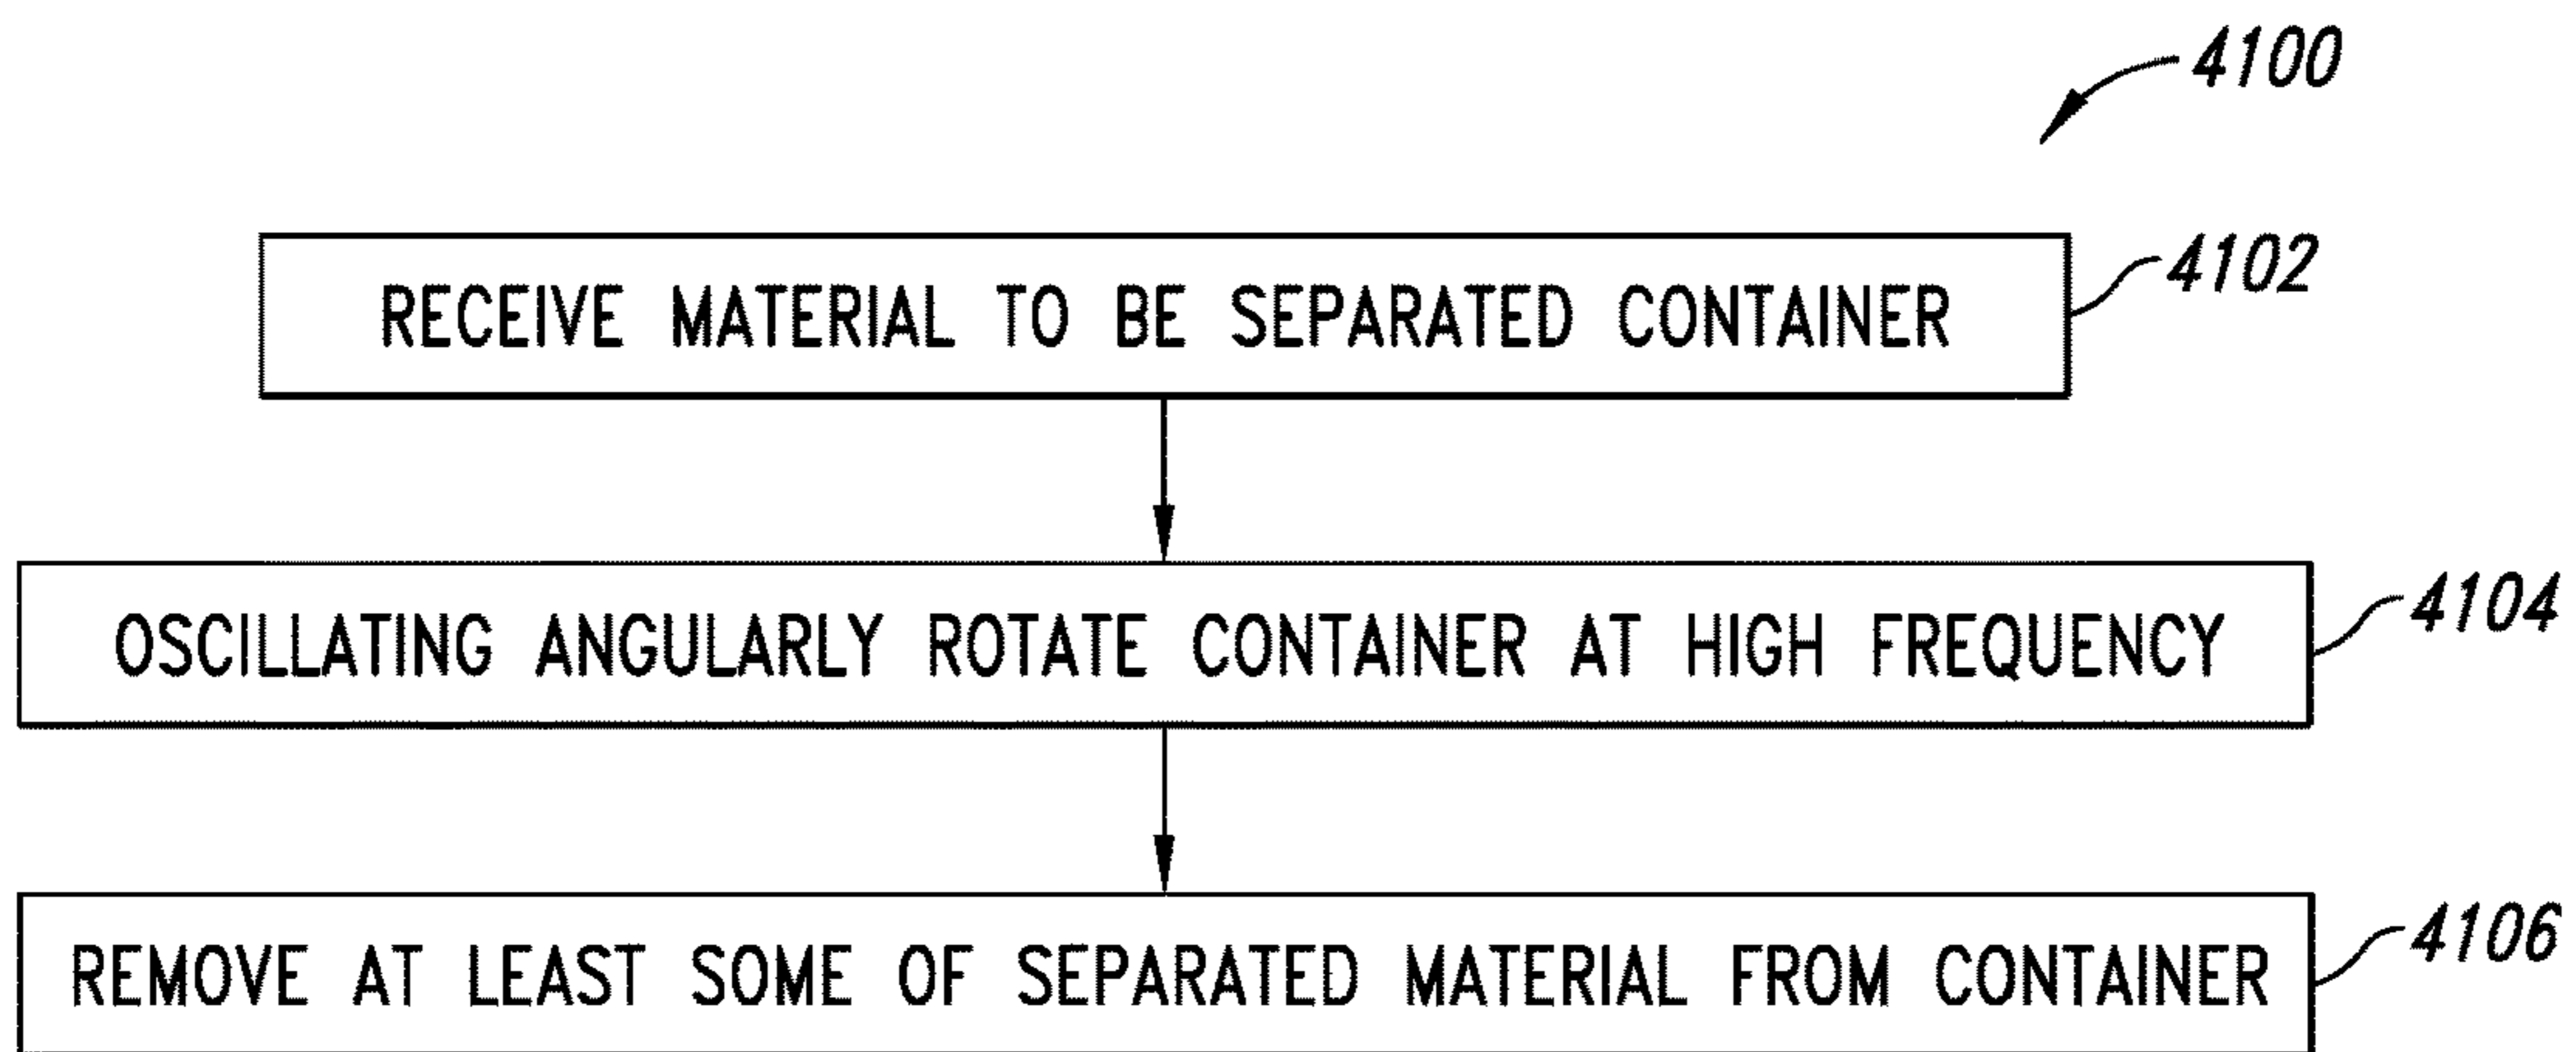 4100
RECEIVE MATERIAL TO BE SEPARATED CONTAINER
4102
OSCILLATING ANGULARLY ROTATE CONTAINER AT HIGH FREQUENCY
4104
REMOVE AT LEAST SOME OF SEPARATED MATERIAL FROM CONTAINER
4106